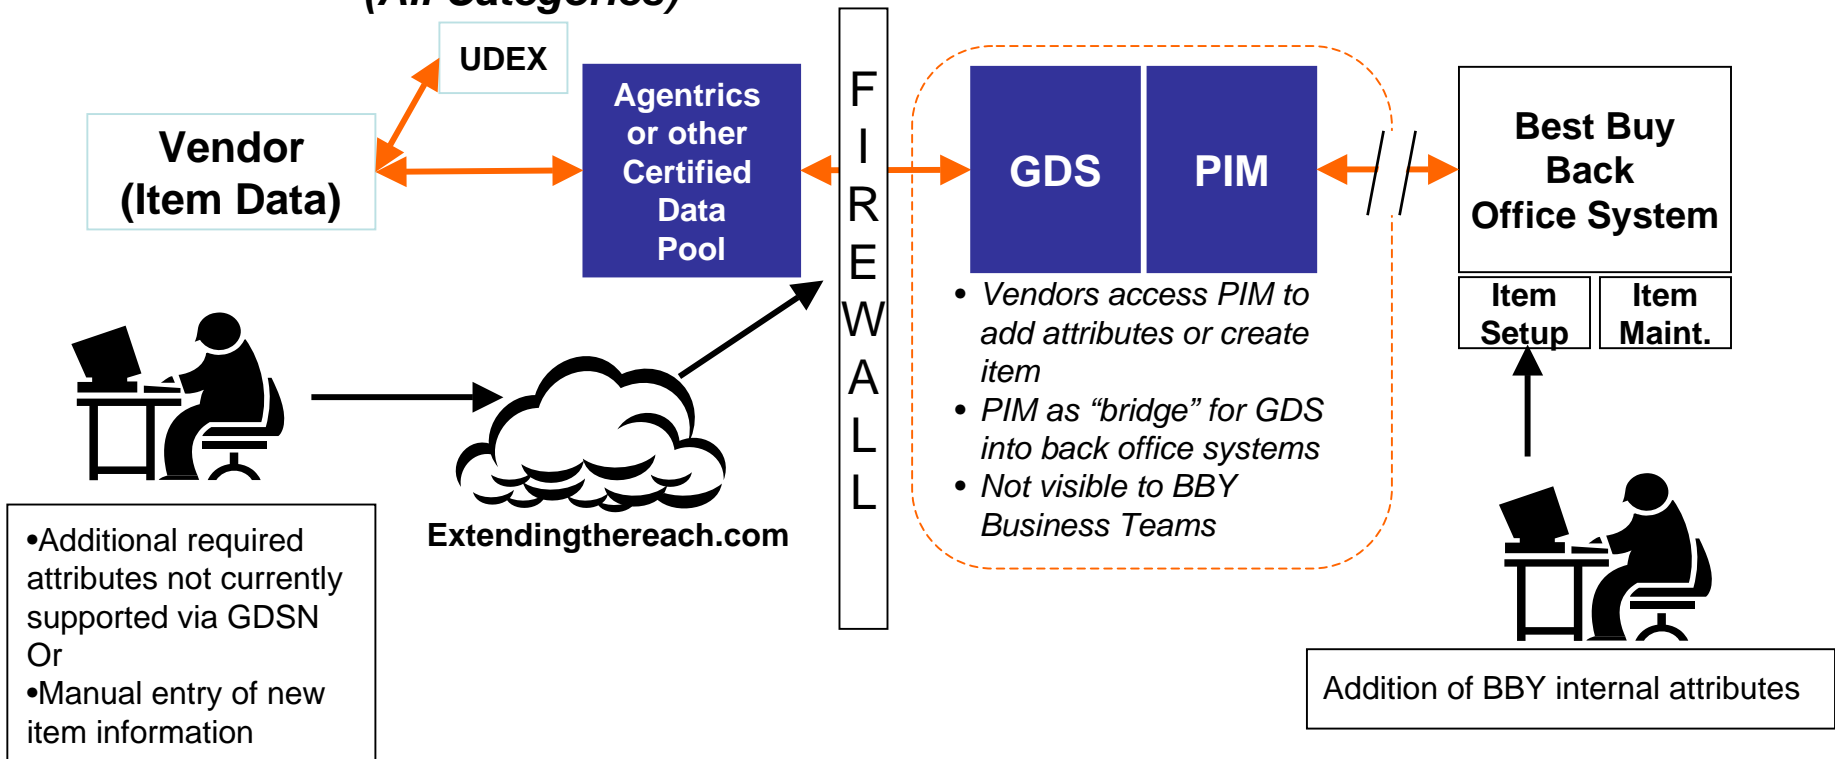 (All Categories)
UDEX
Vendor
(Item Data)
Agentrics
or other
Certified
Data
Pool
F
I
R
E
W
A
L
L
GDS
PIM
Best Buy
Back
Office System
Item
Setup
Item
Maint.
• Vendors access PIM to
add attributes or create
item
• PIM as “bridge” for GDS
into back office systems
• Not visible to BBY
Business Teams
Extendingthereach.com
•Additional required
attributes not currently
supported via GDSN
Or
•Manual entry of new
item information
Addition of BBY internal attributes